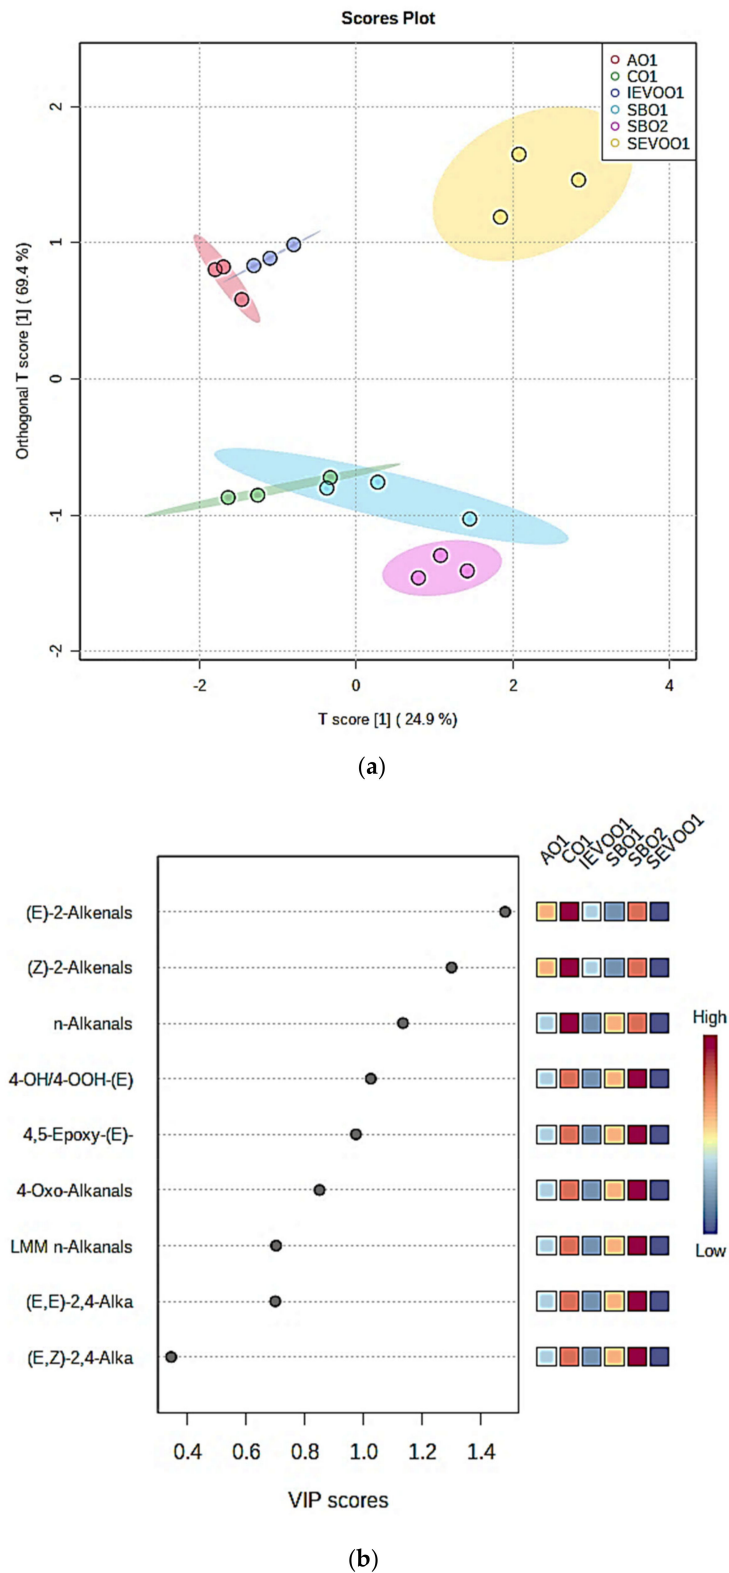 Scores Plot
AO1
CO1
IEVOO1
SBO1
SBO2
SEVOO1
2
1
0
-1
-2
Orthogonal T score [1] ( 69.4 %)
-2 0 2 4
T score [1] ( 24.9 %)
(a)
AO1 CO1 IEVOO1 SBO1 SBO2 SEVOO1
(E)-2-Alkenals
(Z)-2-Alkenals
n-Alkanals
4-OH/4-OOH-(E)
4,5-Epoxy-(E)-
4-Oxo-Alkanals
LMM n-Alkanals
(E,E)-2,4-Alka
(E,Z)-2,4-Alka
High
Low
0.4 0.6 0.8 1.0 1.2 1.4
VIP scores
(b)